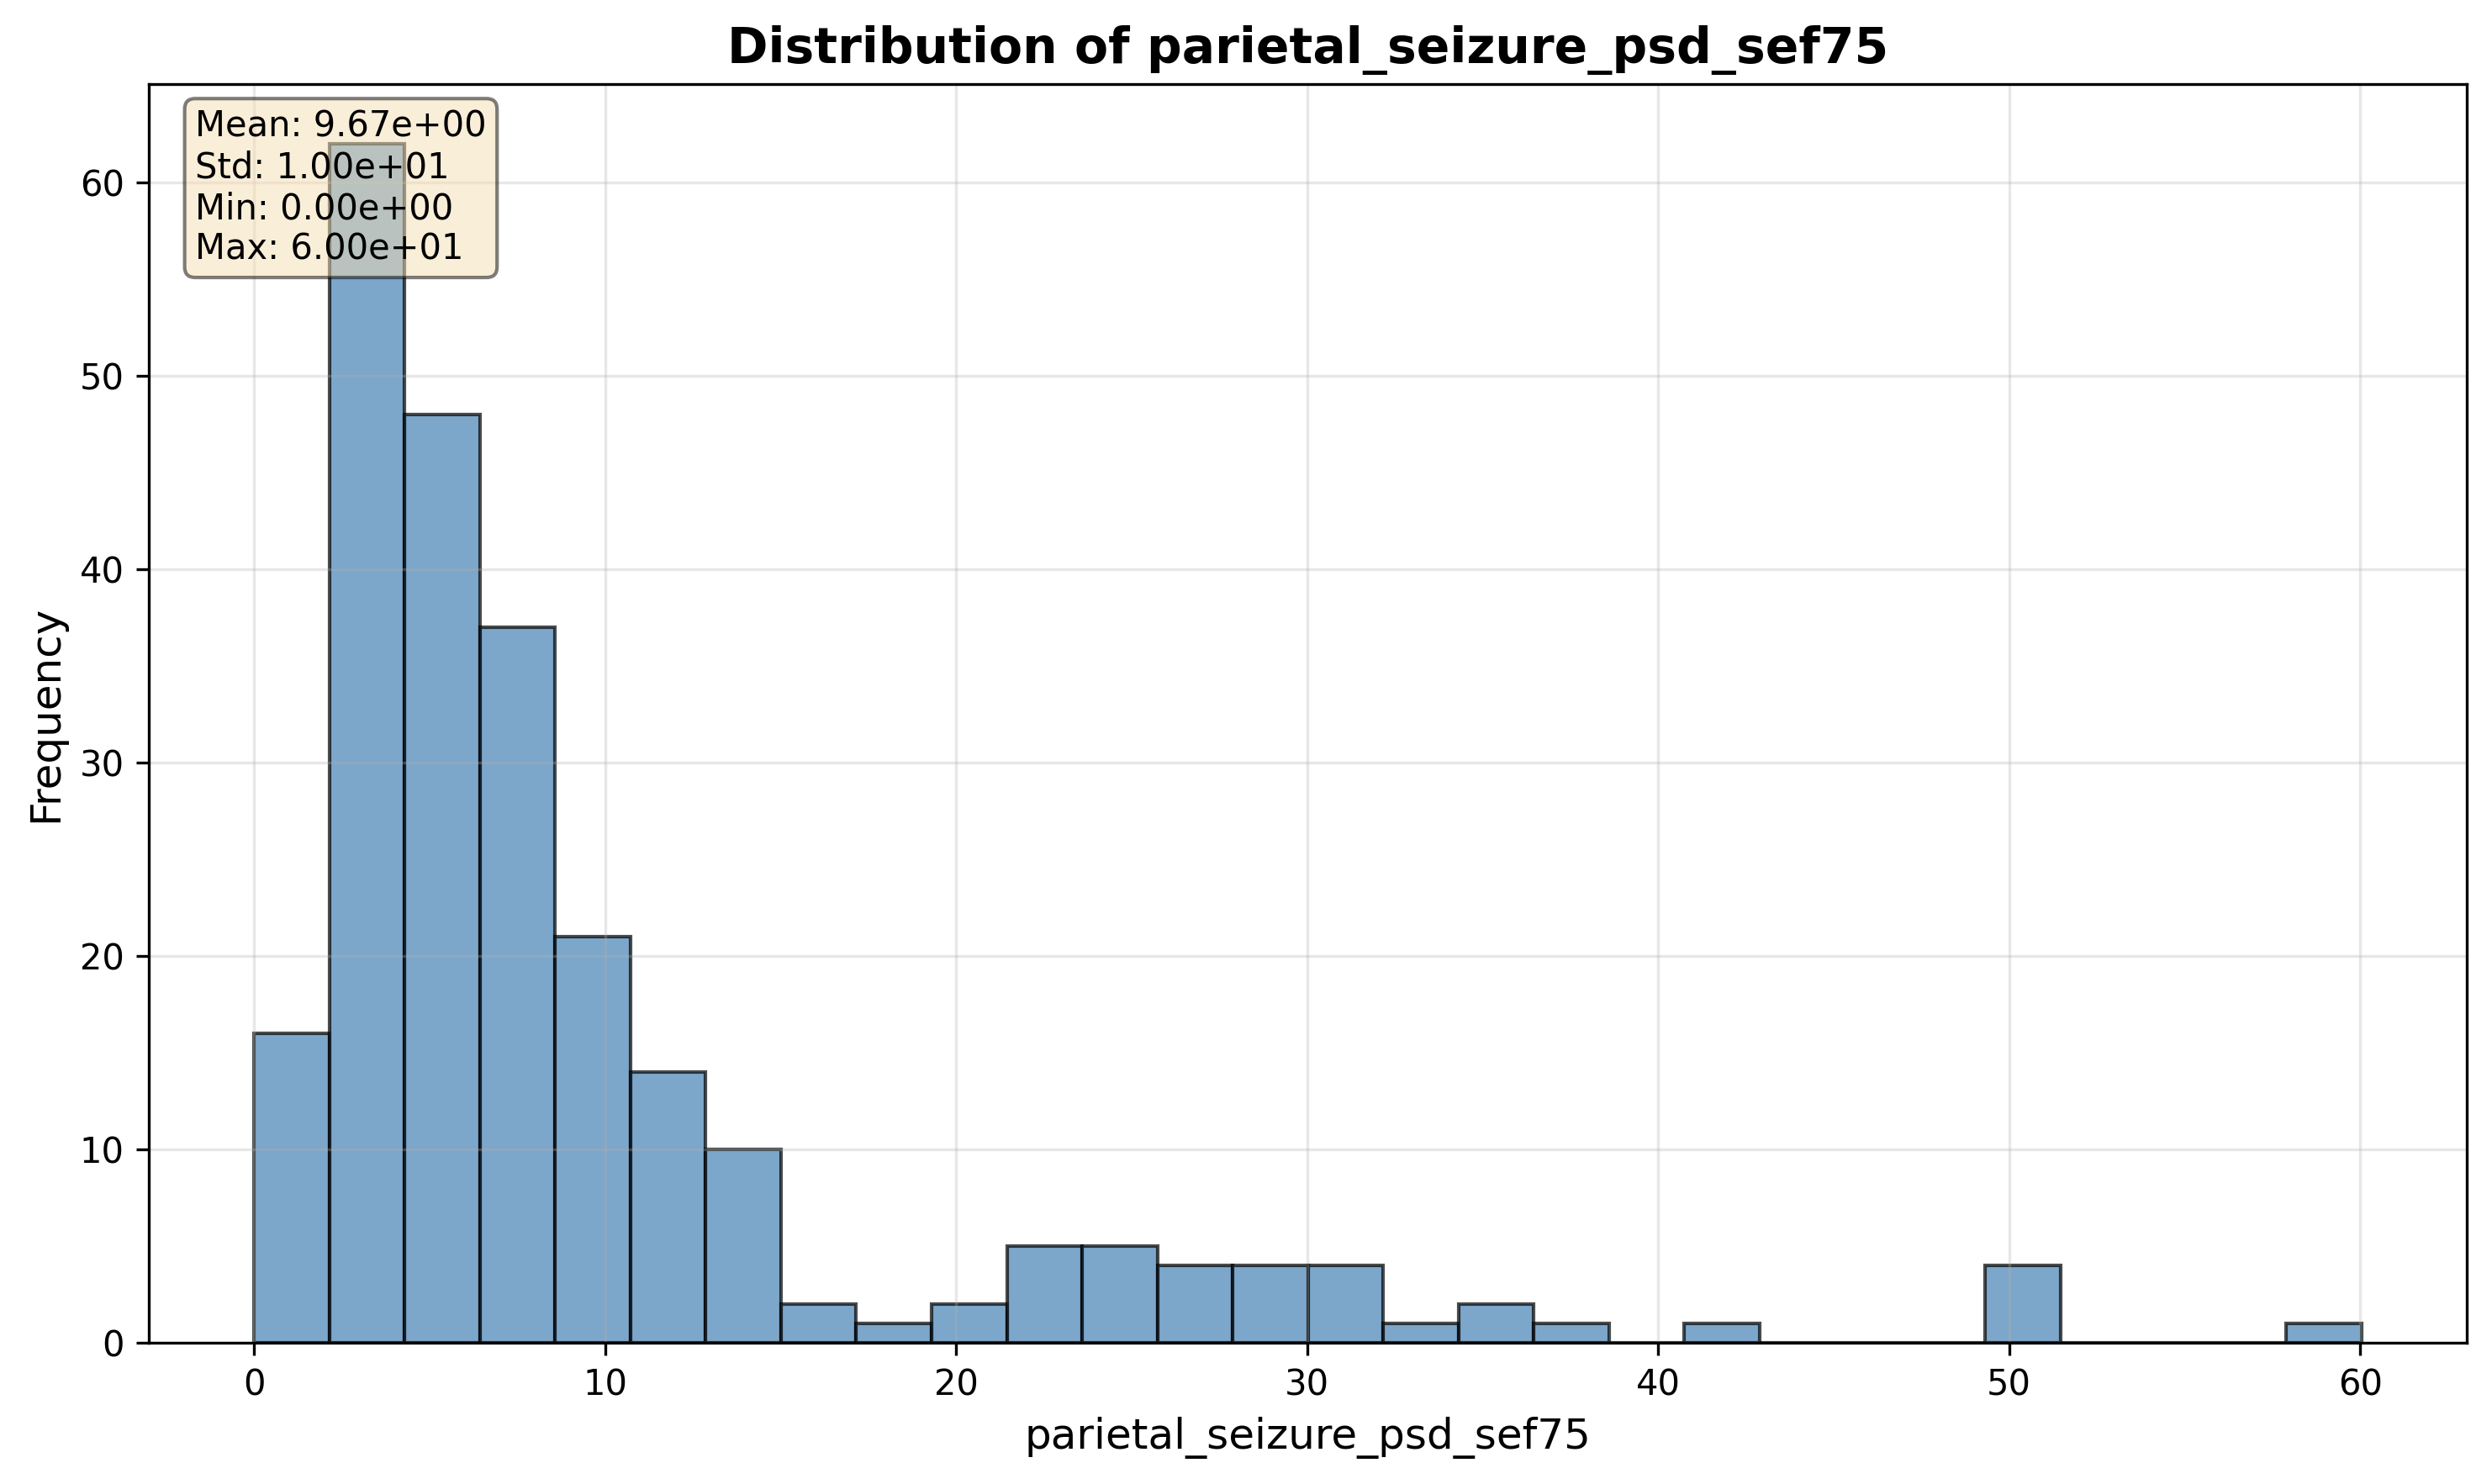 Distribution of parietal_seizure_psd_sef75
Mean: 9.67e+00
Std: 1.00e+01
Min: 0.00e+00
Max: 6.00e+01
60
50
40
30
20
10
0
Frequency
0 10 20 30 40 50 60
parietal_seizure_psd_sef75